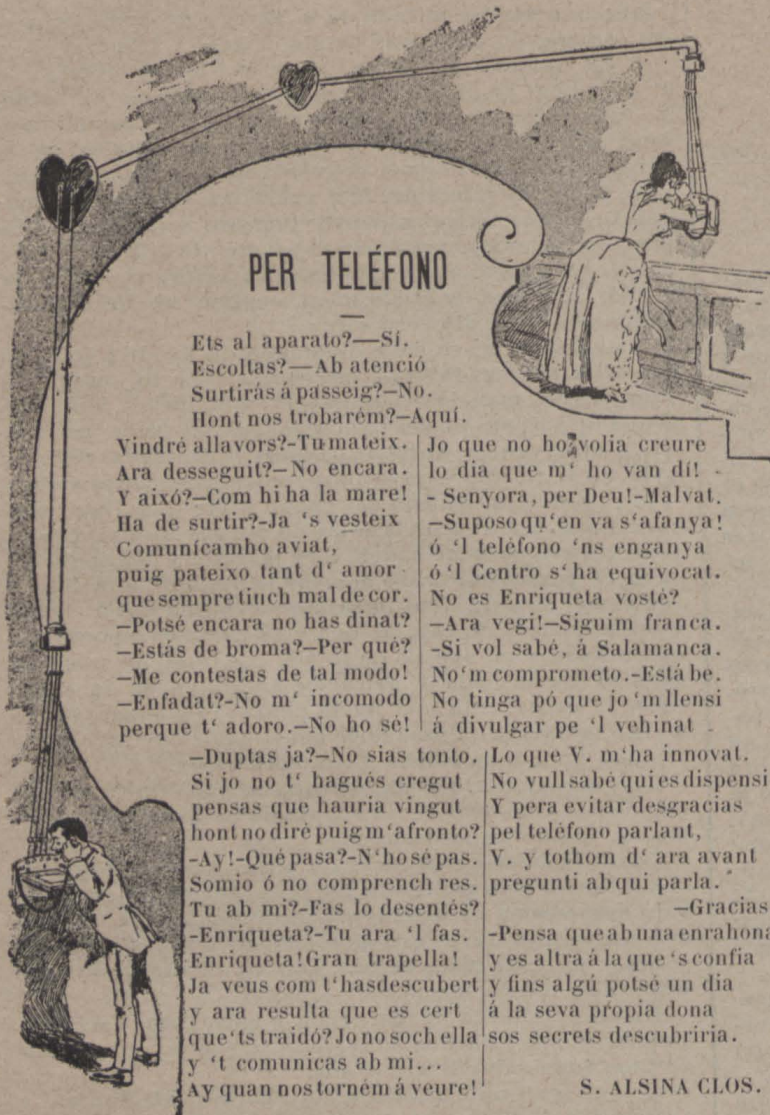 PER TELÉFONO
Ets al aparato?—Sí.
Escoltas?—Ab atenció
Surtirás á passeig?—No.
Hont nos trobarém?—Aquí.
Vindré allavors?-Tu mateix.
Ara desseguit?—No encara.
Y aixó?—Com hi ha la mare!
Ha de surtir?-Ja 's vesteix
Comunícamho aviat,
puig pateixo tant d' amor
que sempre tinch mal de cor.
—Potsé encara no has dinat?
—Estás de broma?—Per qué?
—Me contestas de tal modo!
—Enfadat?-No m' incomodo
perque t' adoro.—No ho sé!
—Duptas ja?—No sias tonto.
Si jo no t' hagués cregut
pensas que hauria vingut
hont no diré puig m'afronto?
-Ay!-Qué pasa?-N'ho sé pas.
Somio ó no comprench res.
Tu ab mi?-Fas lo desentés?
-Enriqueta?-Tu ara 'l fas.
Enriqueta! Gran trapella!
Ja veus com t'has descubert
y ara resulta que es cert
que'ts traidó? Jo no soch ella
y 't comunicas ab mi...
Ay quan nos torném á veure!
Jo que no ho volia creure
lo dia que m' ho van dí! -
- Senyora, per Deu!-Malvat.
—Suposo qu'en va s'afanya!
ó 'l teléfono 'ns enganya
ó 'l Centro s' ha equivocat.
No es Enriqueta vosté?
—Ara vegi!—Siguim franca.
-Si vol sabé, á Salamanca.
No'm comprometo.-Está be.
No tinga pó que jo 'm llensi
á divulgar pe 'l vehinat
Lo que V. m'ha innovat.
No vull sabé qui es dispensi
Y pera evitar desgracias
pel teléfono parlant,
V. y tothom d' ara avant
pregunti ab qui parla.
—Gracias
-Pensa que ab una enrahona
y es altra á la que 's confia
y fins algú potsé un dia
á la seva propia dona
sos secrets descubriria.
S. ALSINA CLOS.